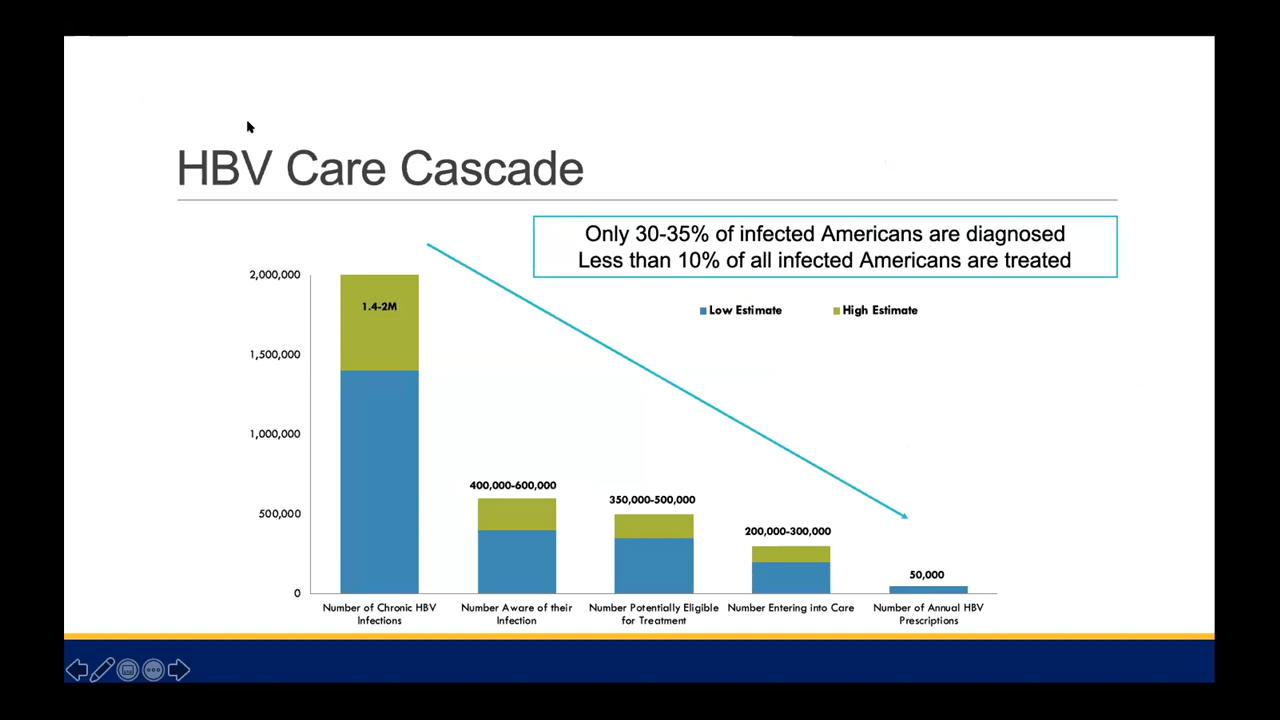 HBV Care Cascade
Only 30-35% of infected Americans are diagnosed
Less than 10% of all infected Americans are treated
Low Estimate
High Estimate
2,000,000
1,500,000
1,000,000
500,000
0
1.4-2M
400,000-600,000
350,000-500,000
200,000-300,000
50,000
Number of Chronic HBV
Infections
Number Aware of their
Infection
Number Potentially Eligible
for Treatment
Number Entering into Care
Number of Annual HBV
Prescriptions